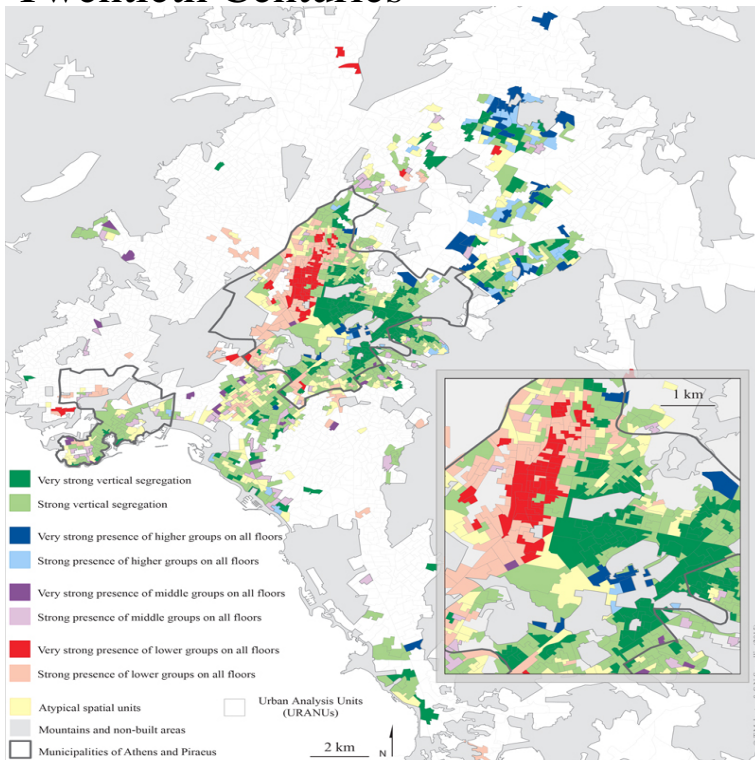 Twentieth Centuries
1 km
Very strong vertical segregation
Strong vertical segregation
Very strong presence of higher groups on all floors
Strong presence of higher groups on all floors
Very strong presence of middle groups on all floors
Strong presence of middle groups on all floors
Very strong presence of lower groups on all floors
Strong presence of lower groups on all floors
Atypical spatial units
Mountains and non-built areas
Municipalities of Athens and Piraeus
Urban Analysis Units
(URANUs)
2 km
N